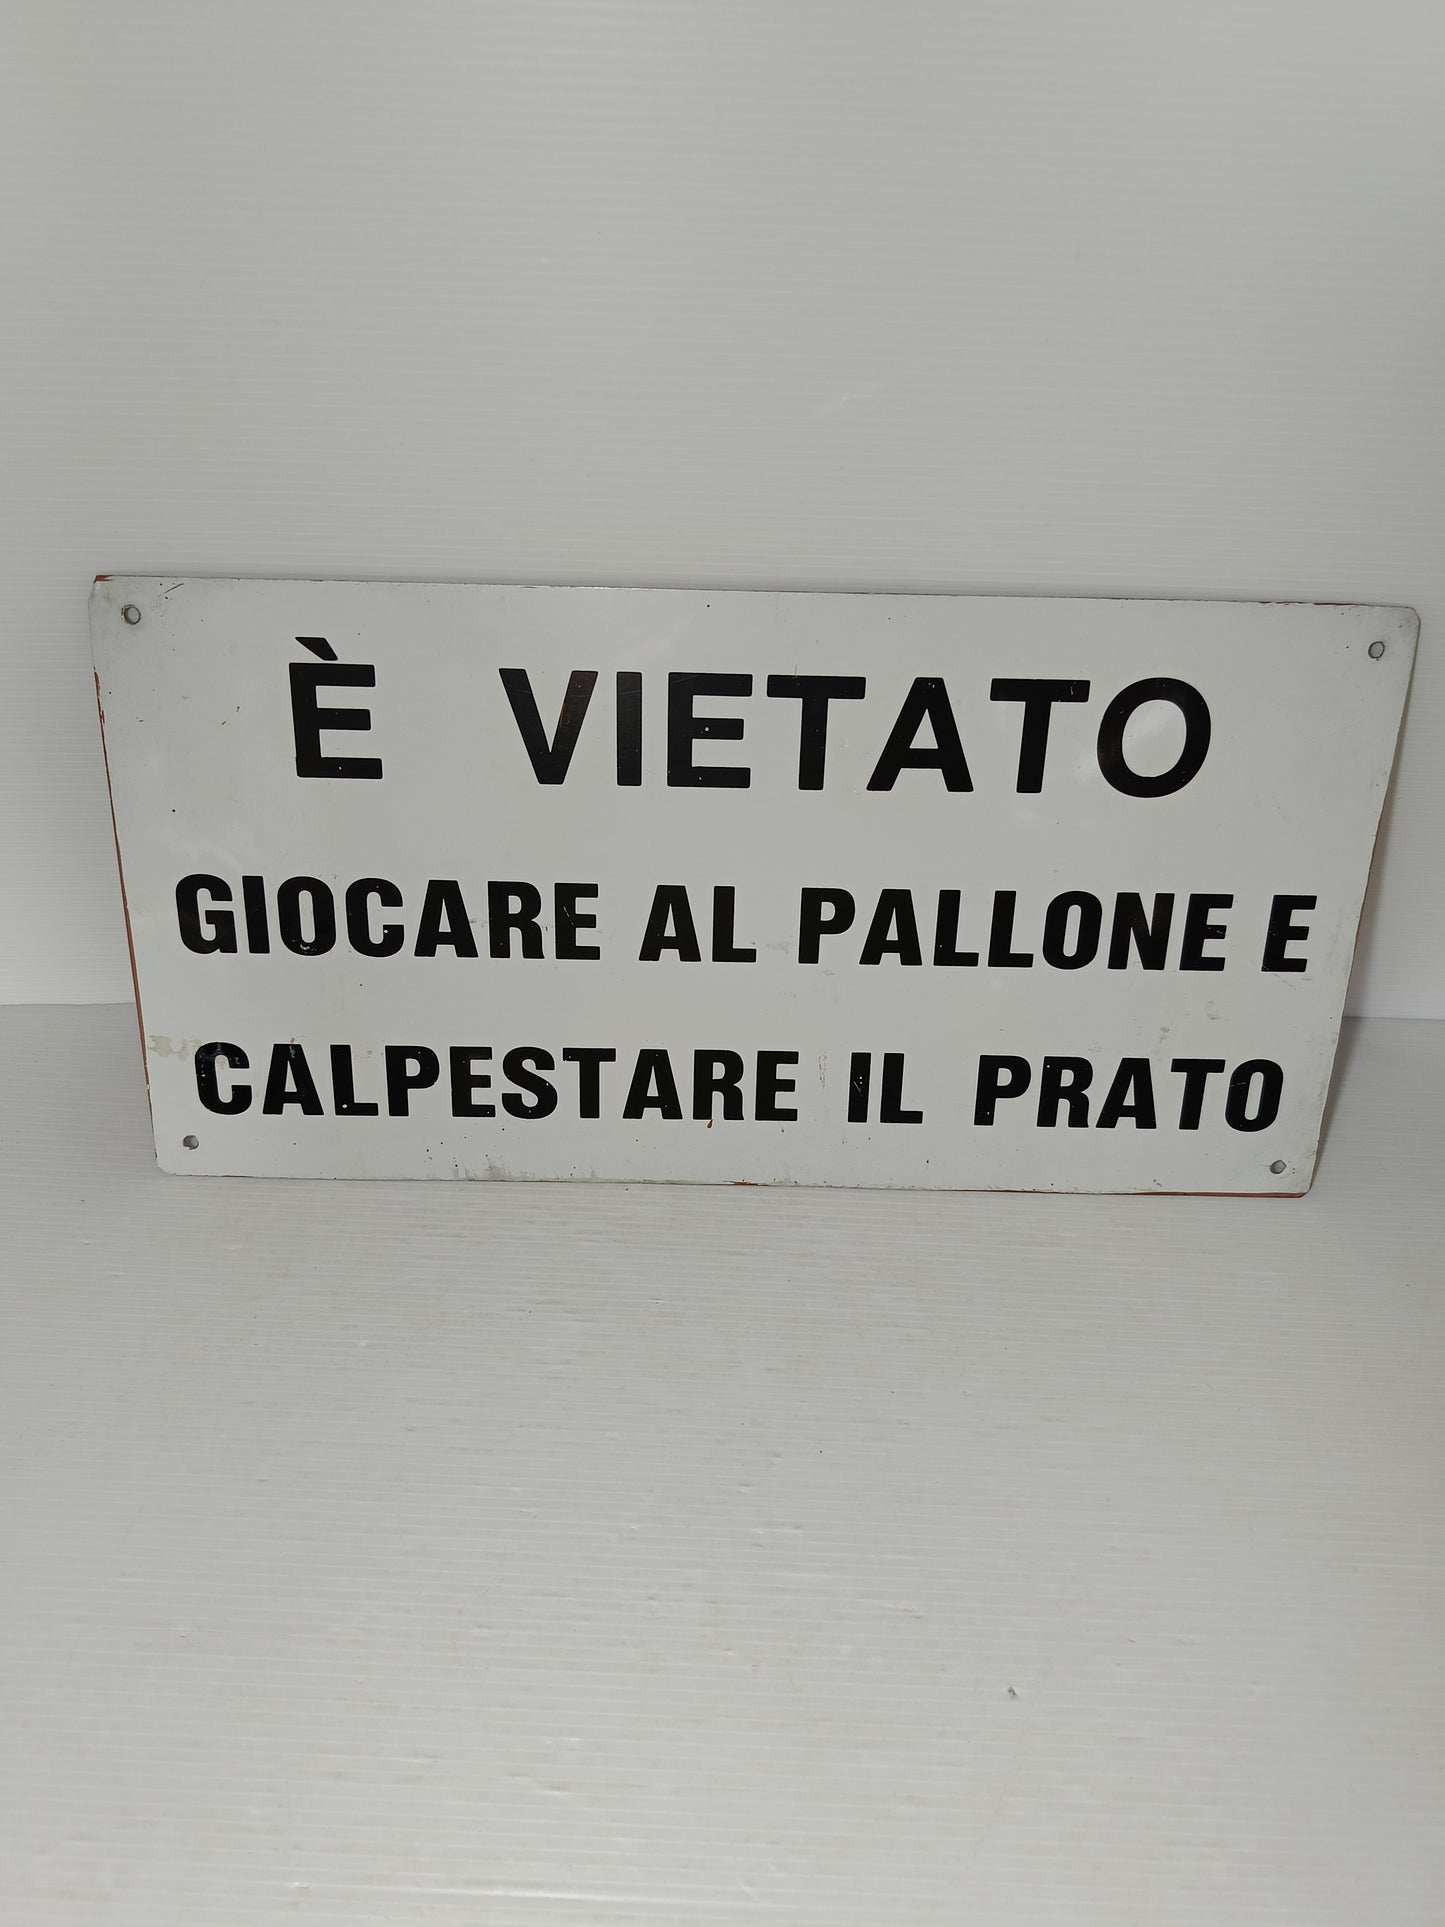 È VIETATO
GIOCARE AL PALLONE E
CALPESTARE IL PRATO